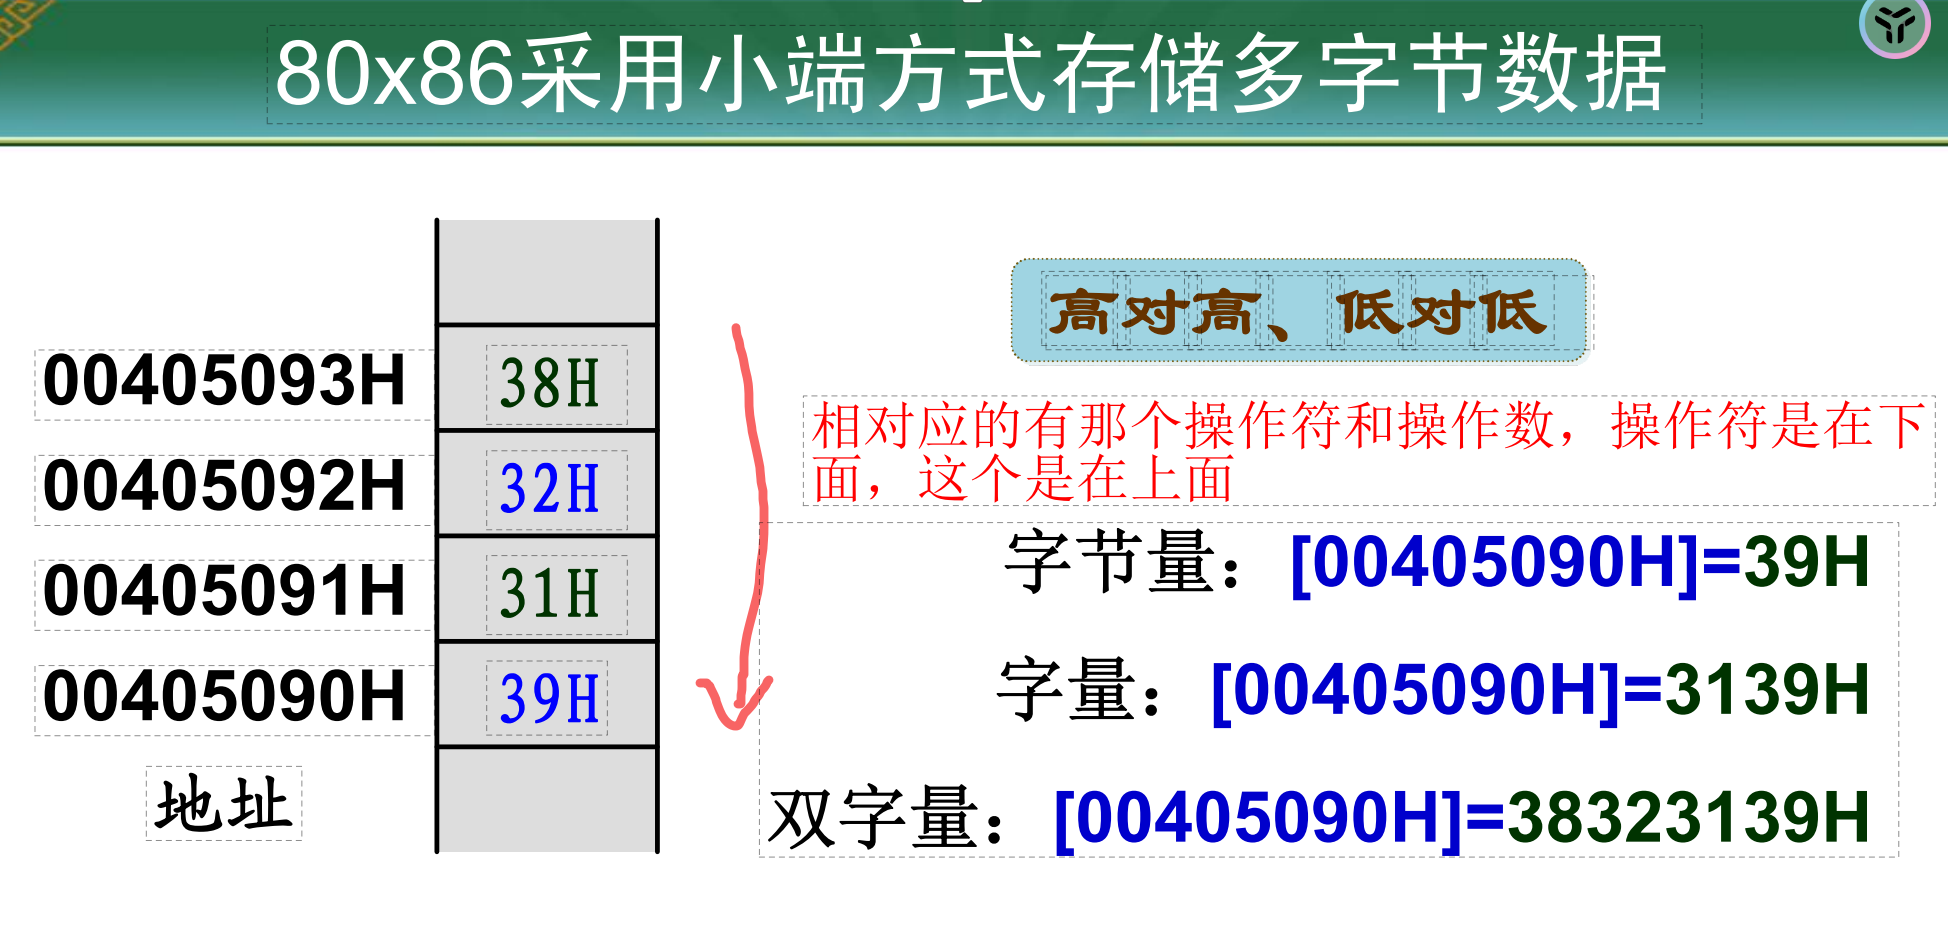 80x86采用小端方式存储多字节数据
高对高、低对低
00405093H 38H
00405092H 32H
00405091H 31H
00405090H 39H
地址
相对应的有那个操作符和操作数，操作符是在下
面，这个是在上面
字节量：[00405090H]=39H
字量：[00405090H]=3139H
双字量：[00405090H]=38323139H